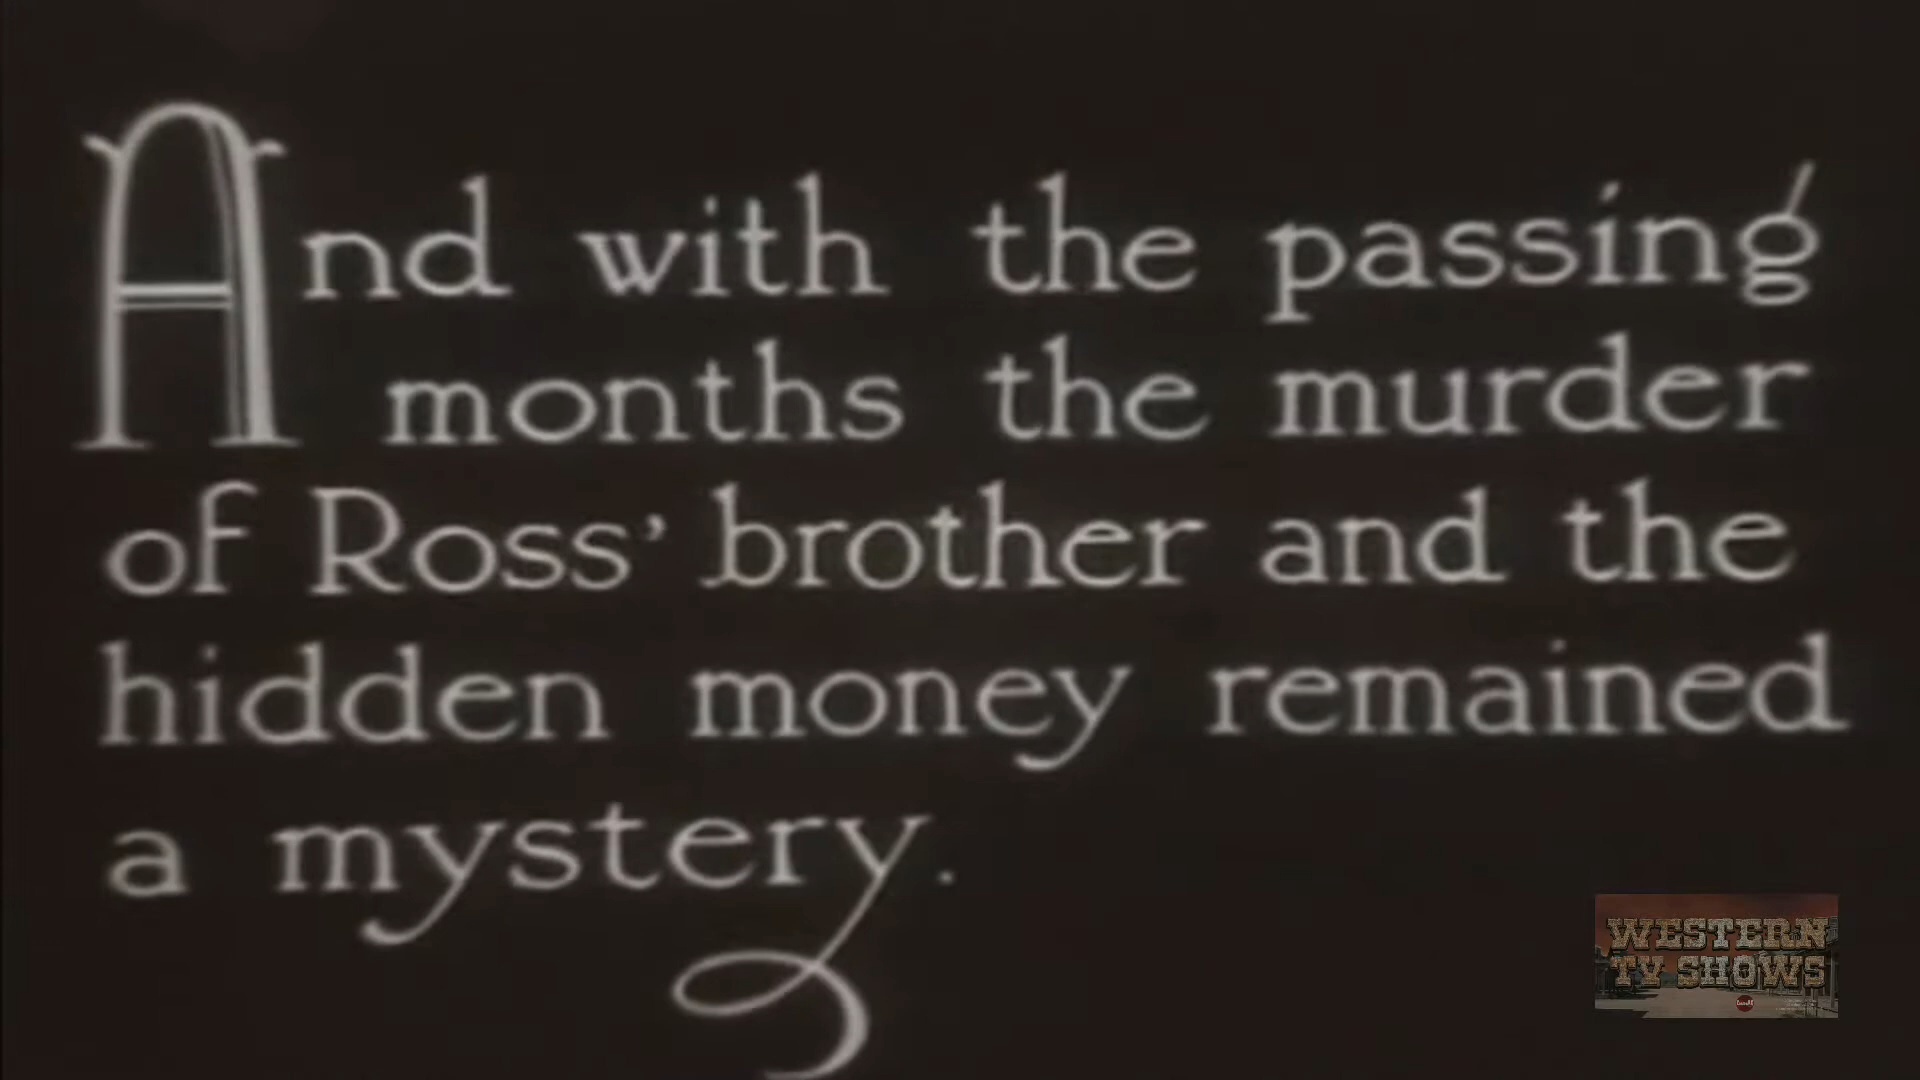 And with the passing
months the murder
of Ross' brother and the
hidden money remained
a mystery.
WESTERN
TV SHOWS